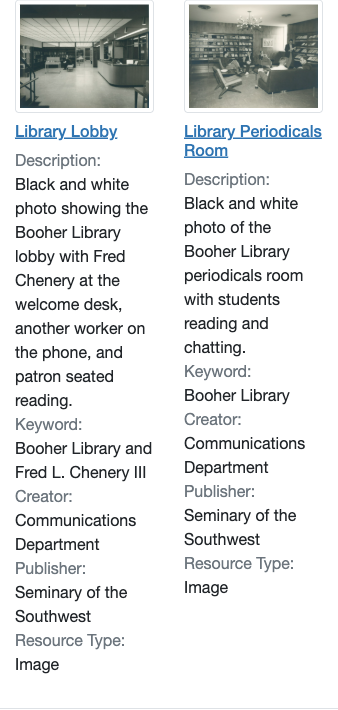 Library Lobby
Description:
Black and white
photo showing the
Booher Library
lobby with Fred
Chenery at the
welcome desk,
another worker on
the phone, and
patron seated
reading.
Keyword:
Booher Library and
Fred L. Chenery III
Creator:
Communications
Department
Publisher:
Seminary of the
Southwest
Resource Type:
Image
Library Periodicals
Room
Description:
Black and white
photo of the
Booher Library
periodicals room
with students
reading and
chatting.
Keyword:
Booher Library
Creator:
Communications
Department
Publisher:
Seminary of the
Southwest
Resource Type:
Image